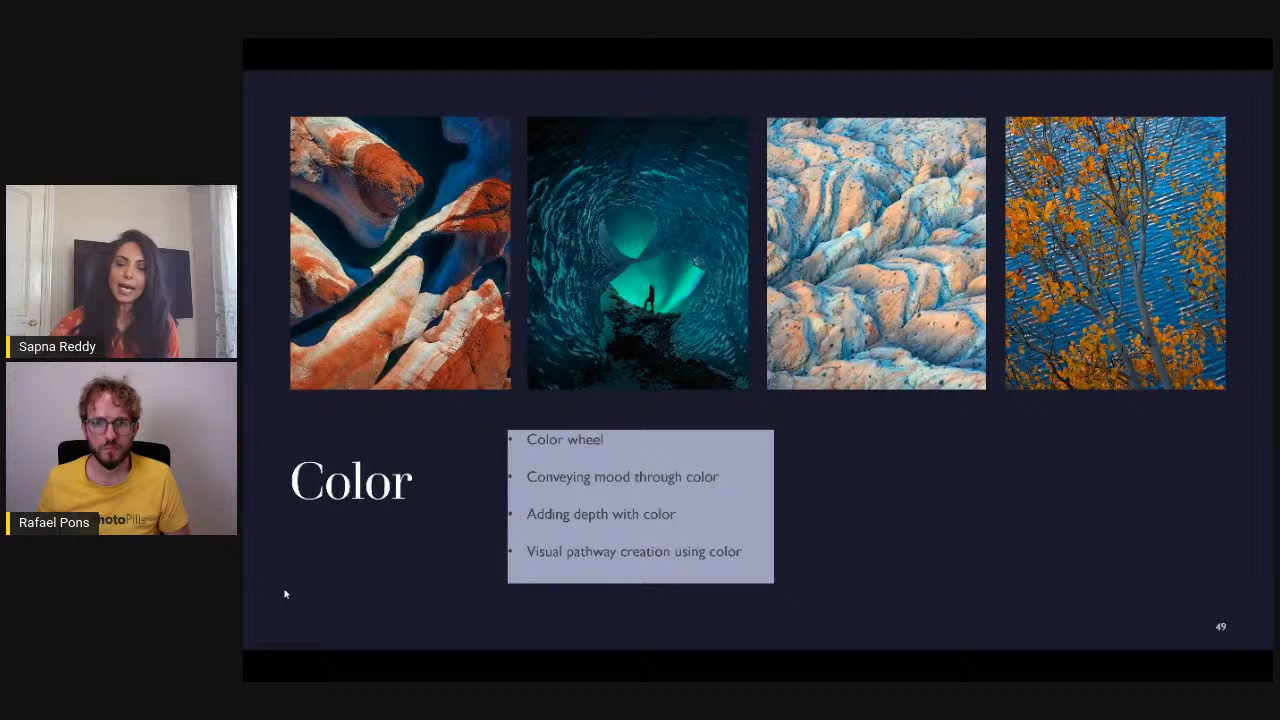 Sapna Reddy
hotoPills
Rafael Pons
Color
• Color wheel
• Conveying mood through color
• Adding depth with color
• Visual pathway creation using color
49